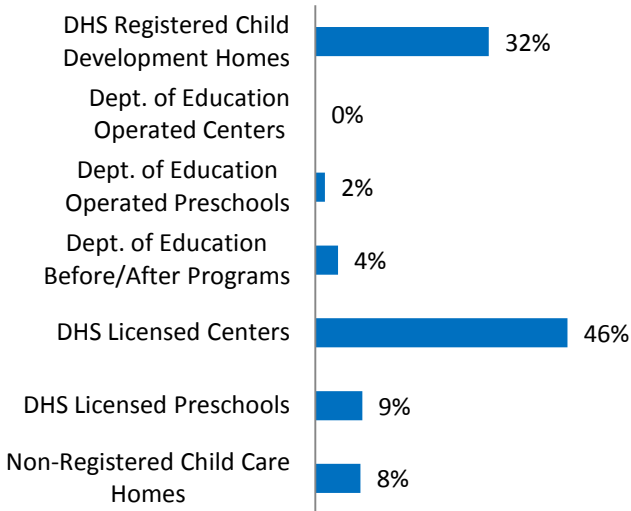 DHS Registered Child
Development Homes
32%
Dept. of Education
Operated Centers
0%
Dept. of Education
Operated Preschools
2%
Dept. of Education
Before/After Programs
4%
DHS Licensed Centers
46%
DHS Licensed Preschools
9%
Non-Registered Child Care
Homes
8%